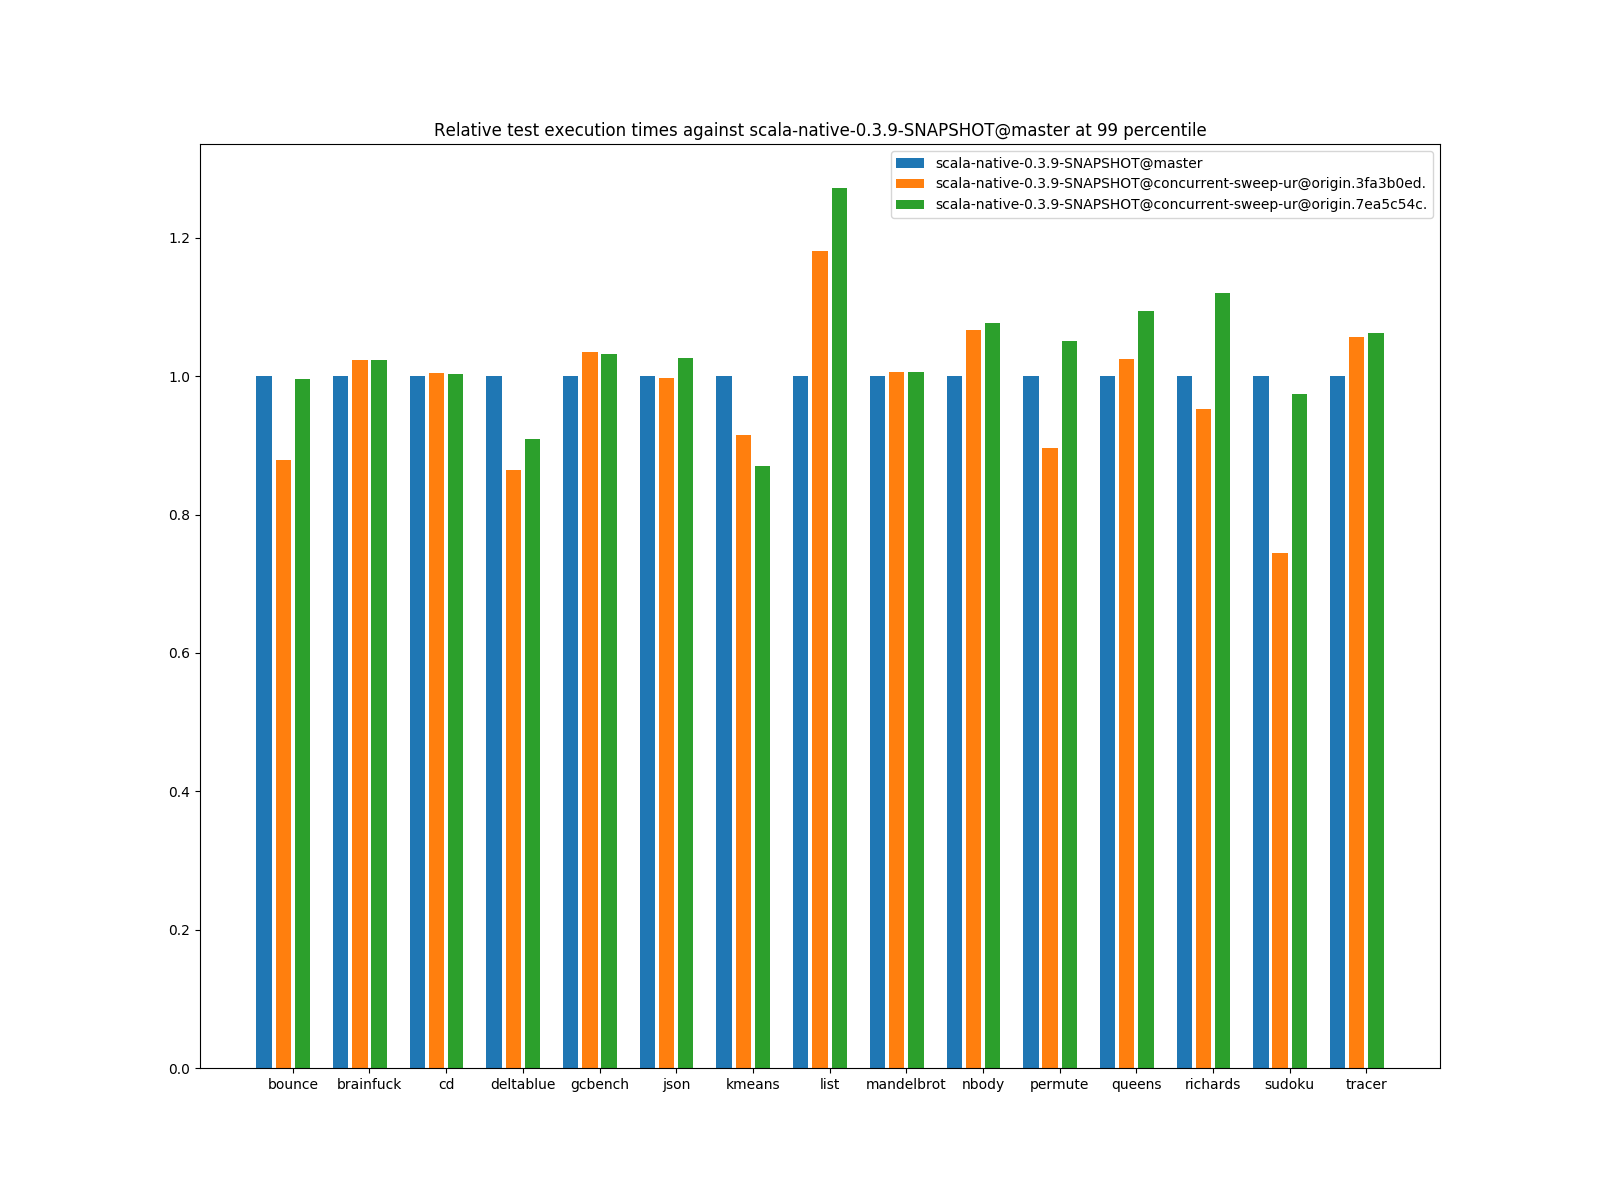 Relative test execution times against scala-native-0.3.9-SNAPSHOT@master at 99 percentile
scala-native-0.3.9-SNAPSHOT@master
scala-native-0.3.9-SNAPSHOT@concurrent-sweep-ur@origin.3fa3b0ed.
scala-native-0.3.9-SNAPSHOT@concurrent-sweep-ur@origin.7ea5c54c.
1.2
1.0
0.8
0.6
0.4
0.2
0.0
bounce brainfuck cd deltablue gcbench json kmeans list mandelbrot nbody permute queens richards sudoku tracer